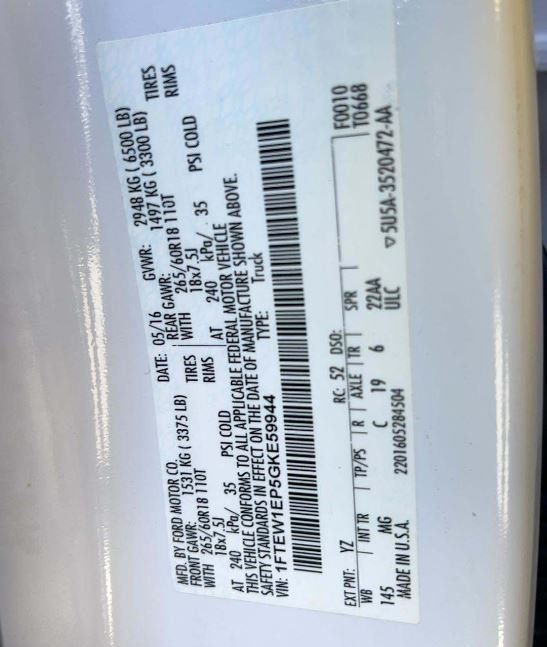 MFD. BY FORD MOTOR CO.
DATE: 05/16 GVWR: 2948 KG ( 6500 LB)
FRONT GAWR: 1531 KG ( 3375 LB) REAR GAWR: 1497 KG ( 3300 LB)
WITH 265/60R18 110T TIRES WITH 265/60R18 110T TIRES
18x7.5J RIMS 18x7.5J RIMS
AT 240 kPa/ 35 PSI COLD AT 240 kPa/ 35 PSI COLD
THIS VEHICLE CONFORMS TO ALL APPLICABLE FEDERAL MOTOR VEHICLE
SAFETY STANDARDS IN EFFECT ON THE DATE OF MANUFACTURE SHOWN ABOVE.
VIN: 1FTEW1EP5GKE59944 TYPE: Truck
F0010
EXT PNT: YZ RC: 52 DSO: T0668
WB INT TR TP/PS R AXLE TR SPR
145 MG C 19 6 22AA
MADE IN U.S.A. 2201605284504 ULC
▽5U5A-3520472-AA